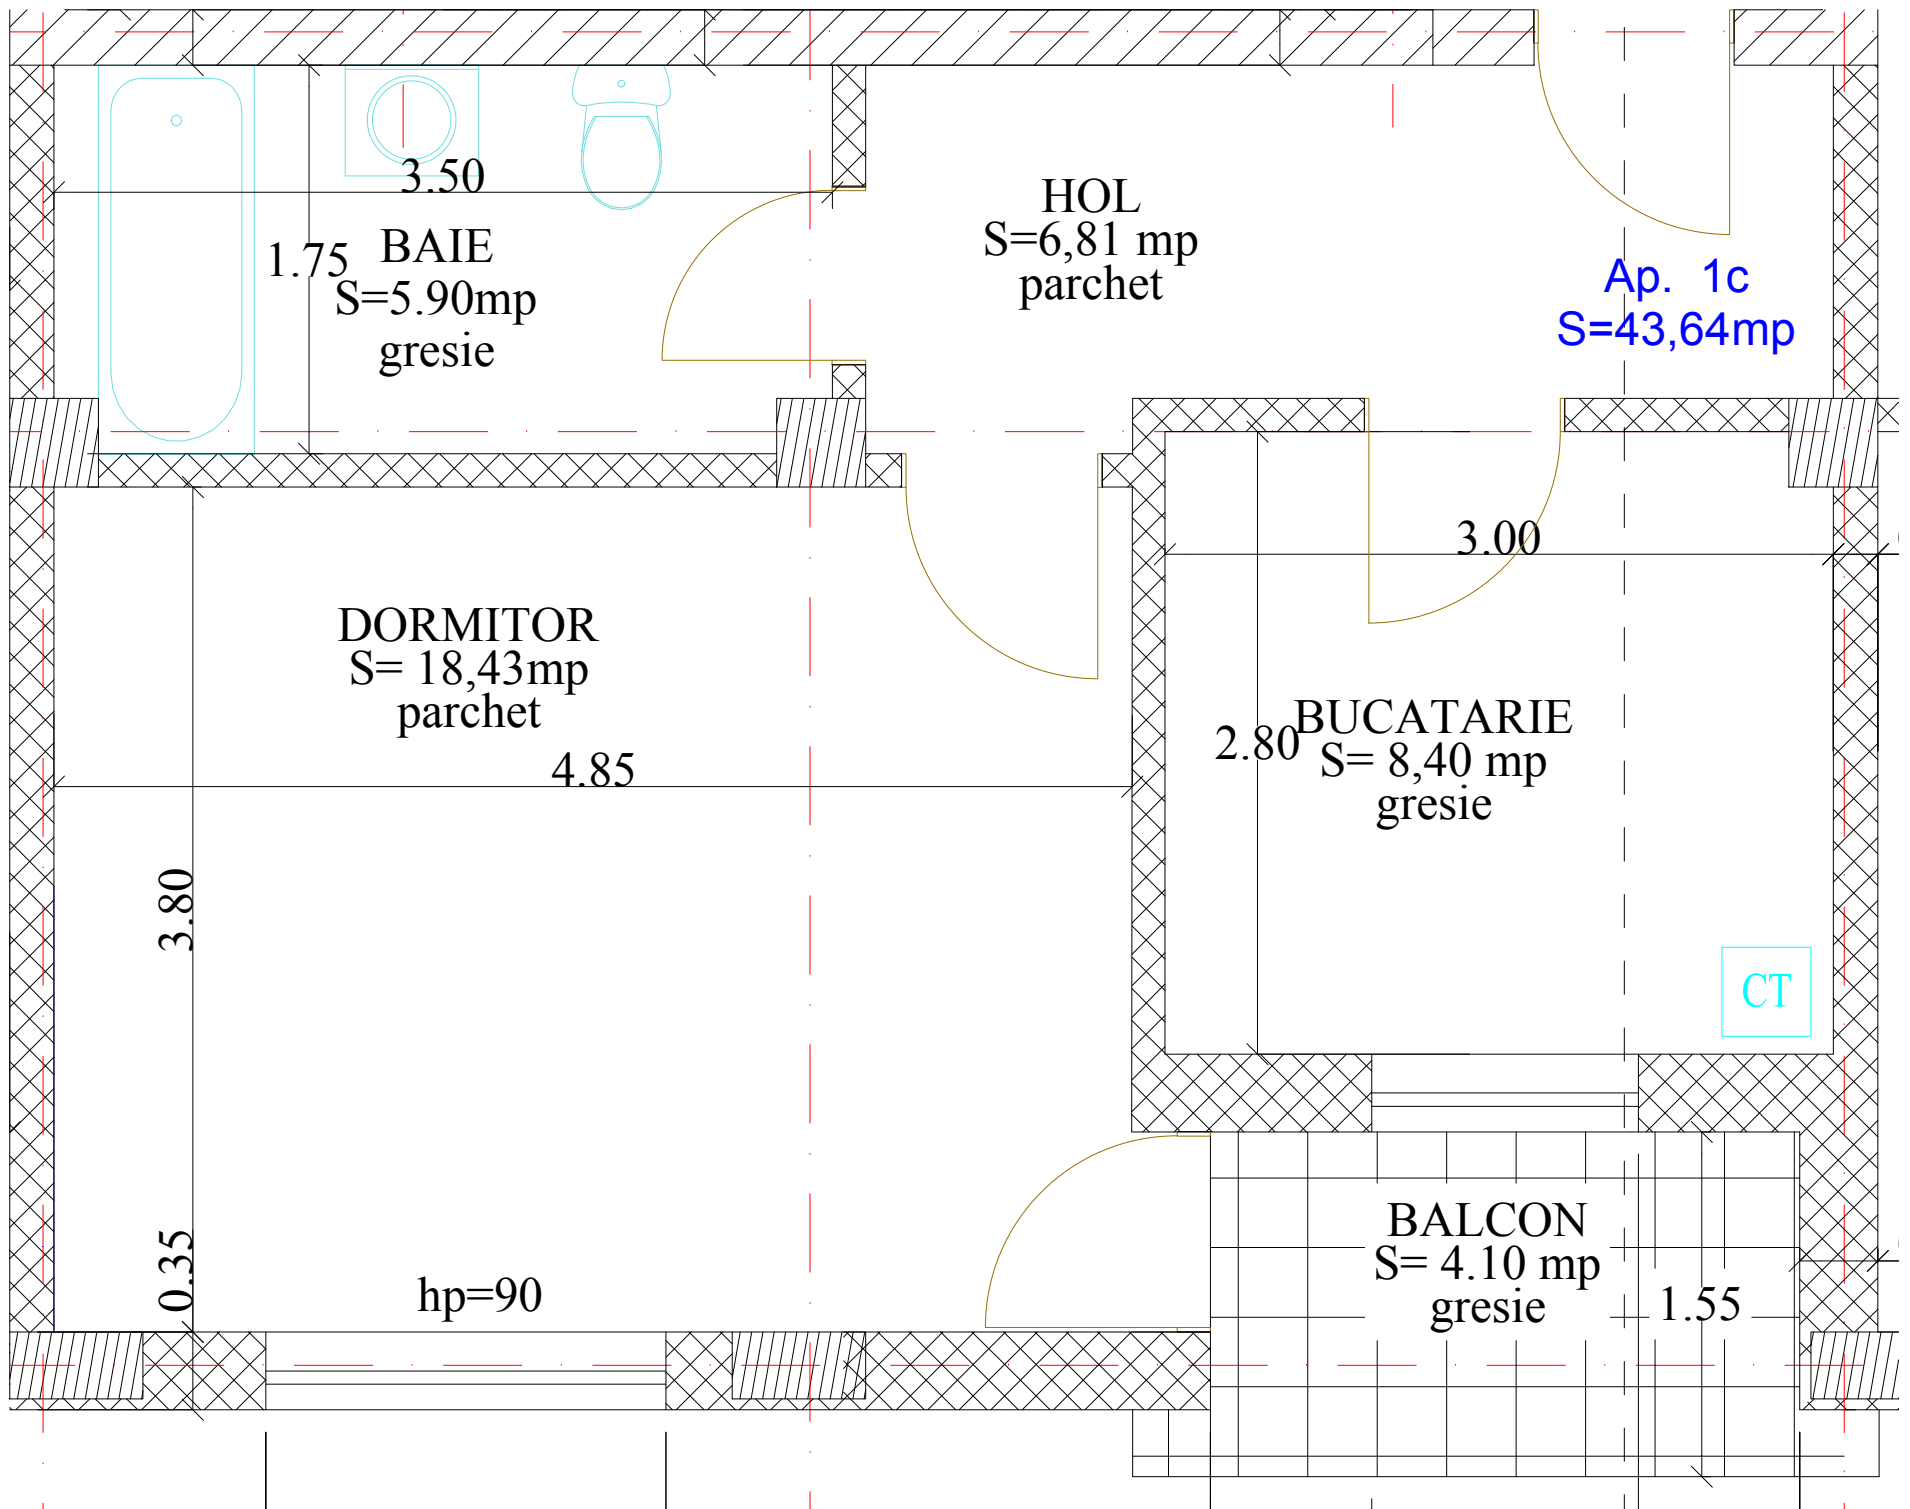 3.50
1.75
BAIE
S=5.90mp
gresie
HOL
S=6,81 mp
parchet
Ap. 1c
S=43,64mp
3.00
DORMITOR
S= 18,43mp
parchet
4.85
2.80
BUCATARIE
S= 8,40 mp
gresie
3.80
CT
0.35
hp=90
BALCON
S= 4.10 mp
gresie
1.55